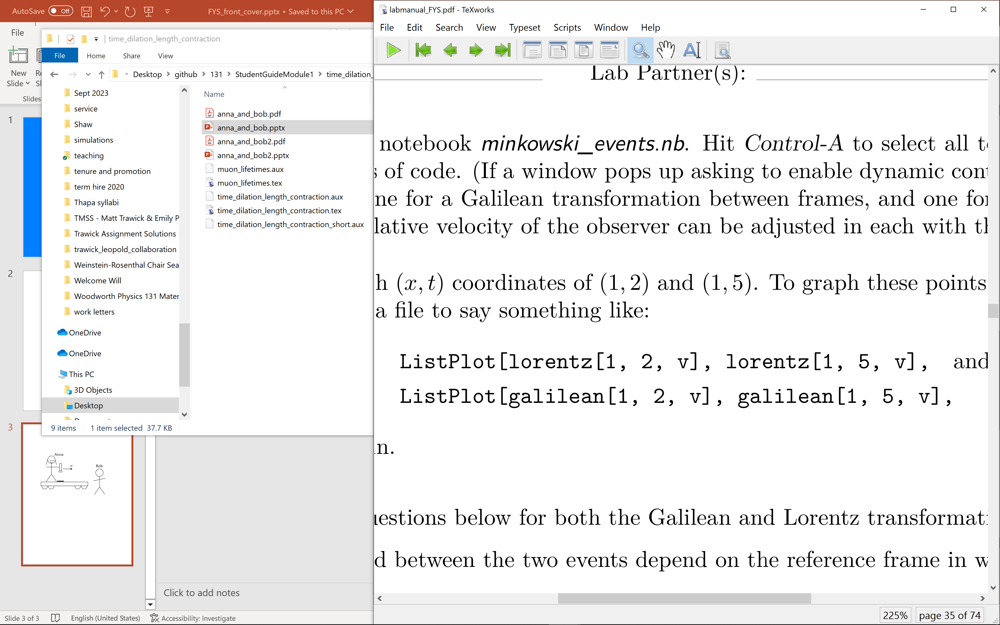 AutoSave
Off
FYS_front_cover.pptx • Saved to this PC
File
New
Slide
Slides
1
2
3
Anna
v
Bob
Click to add notes
Slide 3 of 3
English (United States)
Accessibility: Investigate
time_dilation_length_contraction
File
Home
Share
View
« Desktop > github > 131 > StudentGuideModule1 > time_dilation_
Sept 2023
service
Shaw
simulations
teaching
tenure and promotion
term hire 2020
Thapa syllabi
TMSS - Matt Trawick & Emily P
Trawick Assignment Solutions
trawick_leopold_collaboration
Weinstein-Rosenthal Chair Sea
Welcome Will
Woodworth Physics 131 Mater
work letters
OneDrive
OneDrive
This PC
3D Objects
Desktop
Name
anna_and_bob.pdf
anna_and_bob.pptx
anna_and_bob2.pdf
anna_and_bob2.pptx
muon_lifetimes.aux
muon_lifetimes.tex
time_dilation_length_contraction.aux
time_dilation_length_contraction.tex
time_dilation_length_contraction_short.aux
9 items
1 item selected 37.7 KB
labmanual_FYS.pdf - TeXworks
File
Edit
Search
View
Typeset
Scripts
Window
Help
Lab Partner(s):
notebook minkowski_events.nb. Hit Control-A to select all
of code. (If a window pops up asking to enable dynamic con
ne for a Galilean transformation between frames, and one for
lative velocity of the observer can be adjusted in each with th
h (x, t) coordinates of (1, 2) and (1, 5). To graph these points
a file to say something like:
ListPlot[lorentz[1, 2, v], lorentz[1, 5, v], and
ListPlot[galilean[1, 2, v], galilean[1, 5, v],
n.
uestions below for both the Galilean and Lorentz transformati
d between the two events depend on the reference frame in w
225%
page 35 of 74